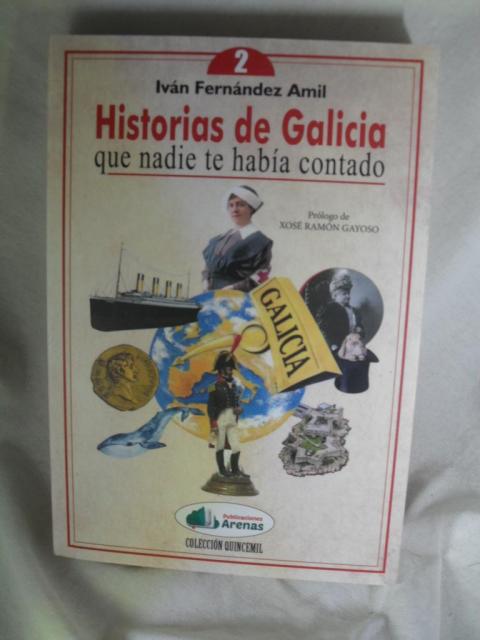 2
Iván Fernández Amil
Historias de Galicia
que nadie te había contado
Prólogo de
XOSÉ RAMÓN GAYOSO
GALICIA
Publicaciones
Arenas
COLECCIÓN QUINCEMIL